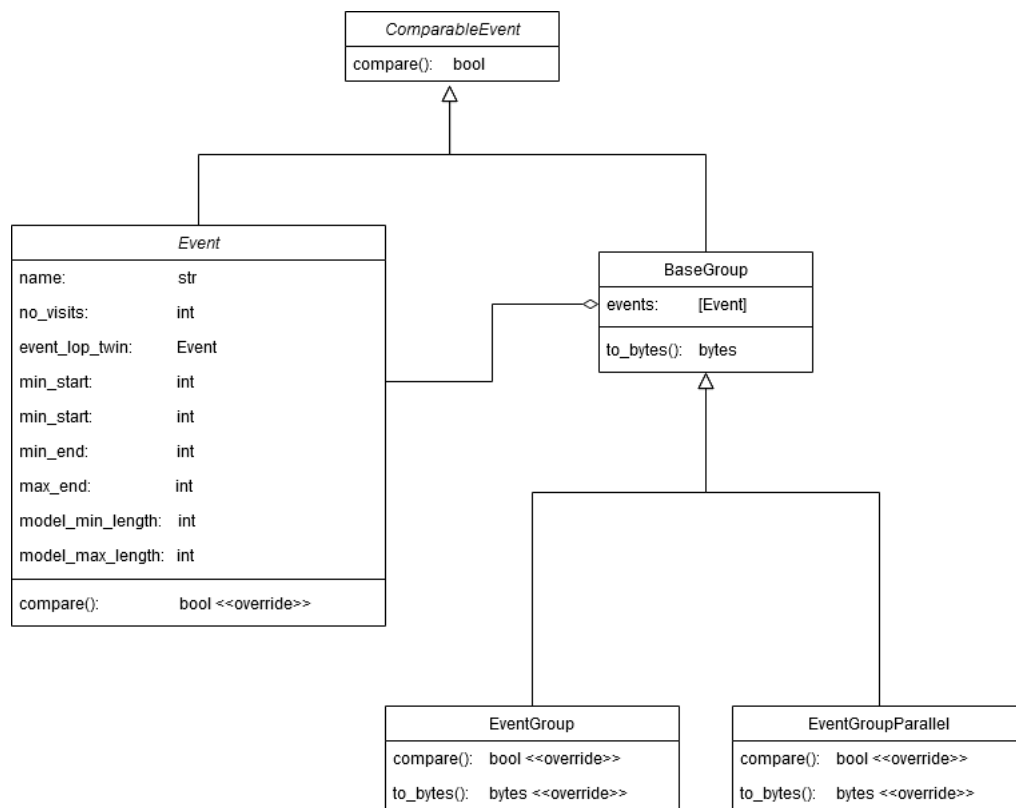 ComparableEvent
compare(): bool
Event
name: str
no_visits: int
event_lop_twin: Event
min_start: int
min_start: int
min_end: int
max_end: int
model_min_length: int
model_max_length: int
compare(): bool <<override>>
BaseGroup
events: [Event]
to_bytes(): bytes
EventGroup
compare(): bool <<override>>
to_bytes(): bytes <<override>>
EventGroupParallel
compare(): bool <<override>>
to_bytes(): bytes <<override>>